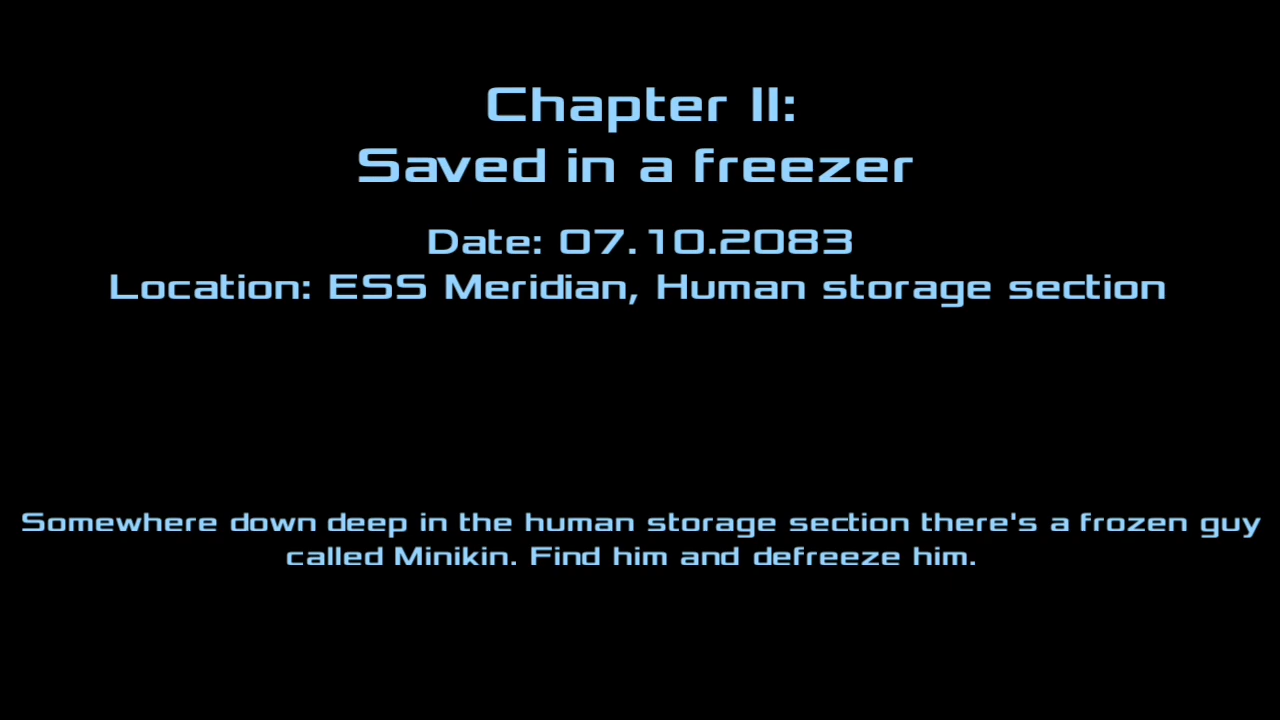 Chapter II:
Saved in a freezer
Date: 07.10.2083
Location: ESS Meridian, Human storage section
Somewhere down deep in the human storage section there's a frozen guy
called Minikin. Find him and defreeze him.